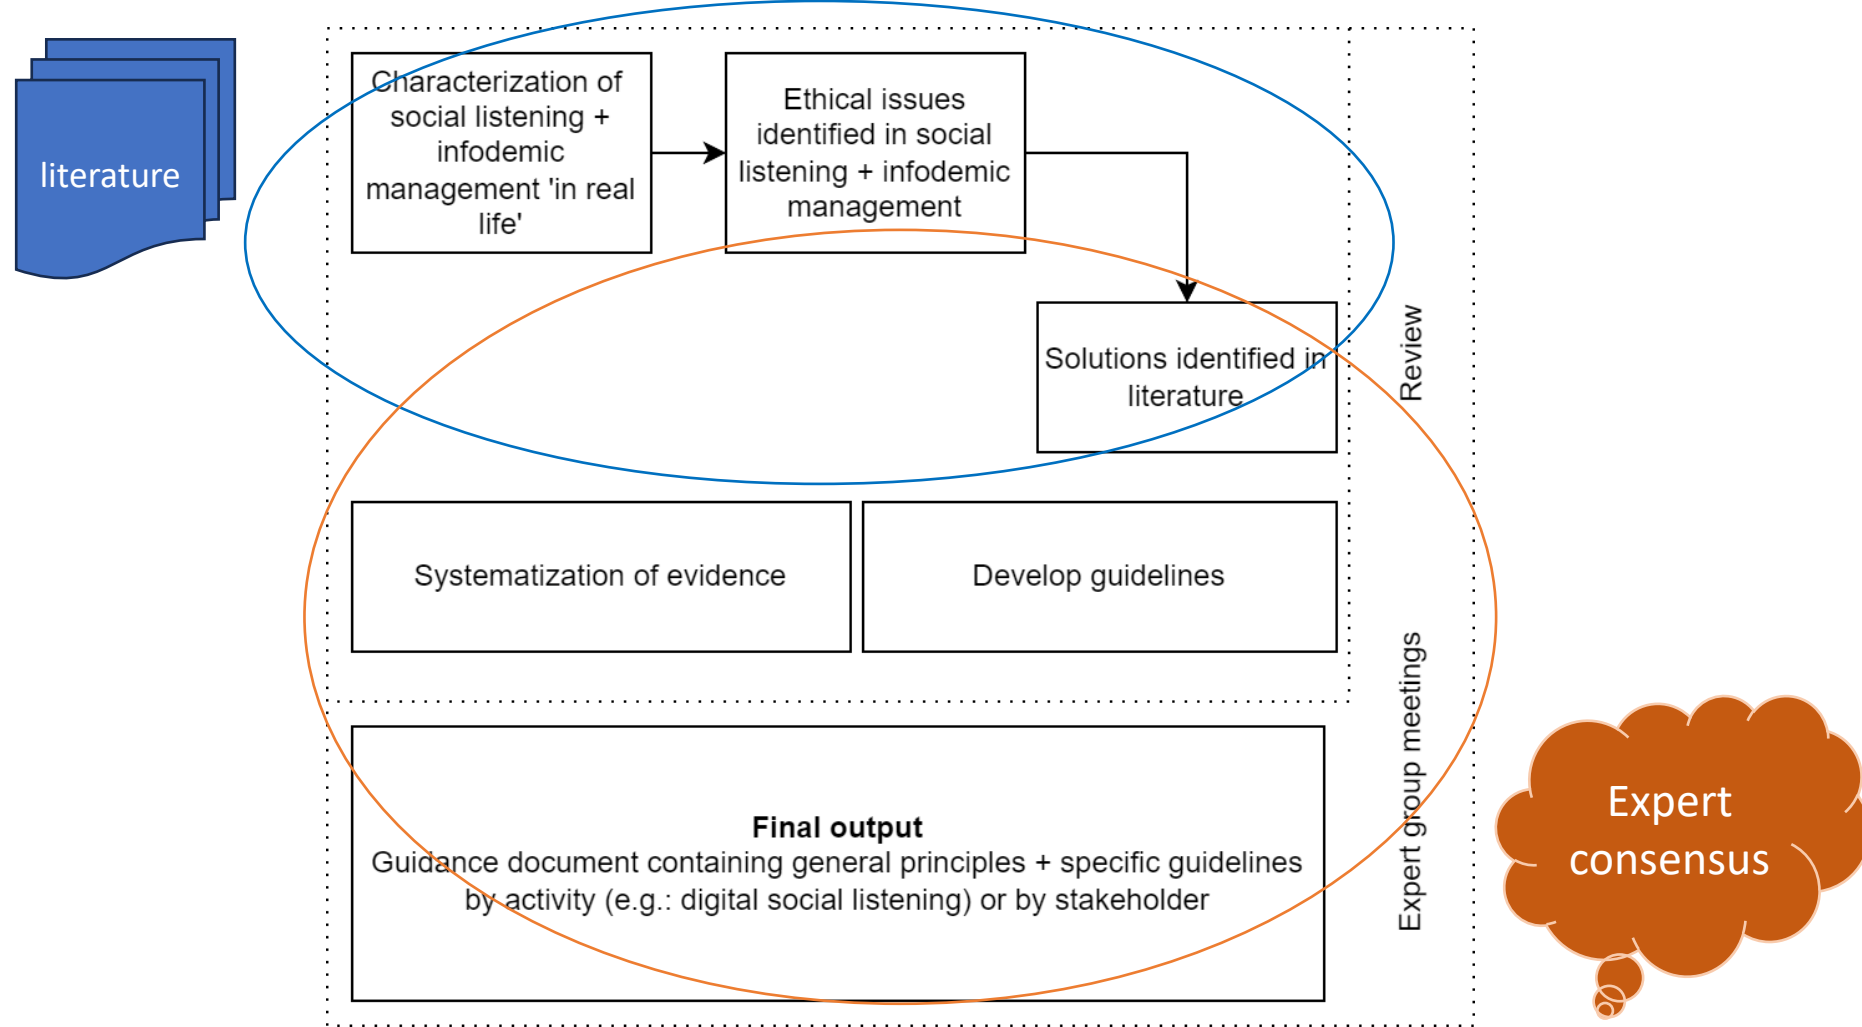 literature
Characterization of
social listening +
infodemic
management 'in real
life'
Ethical issues
identified in social
listening + infodemic
management
Solutions identified in
literature
Review
Systematization of evidence
Develop guidelines
Expert group meetings
Final output
Guidance document containing general principles + specific guidelines
by activity (e.g.: digital social listening) or by stakeholder
Expert
consensus